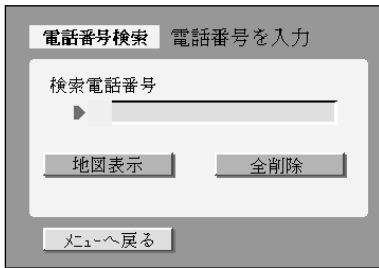 電話番号検索 電話番号を入力
検索電話番号
地図表示 全削除
メニューへ戻る